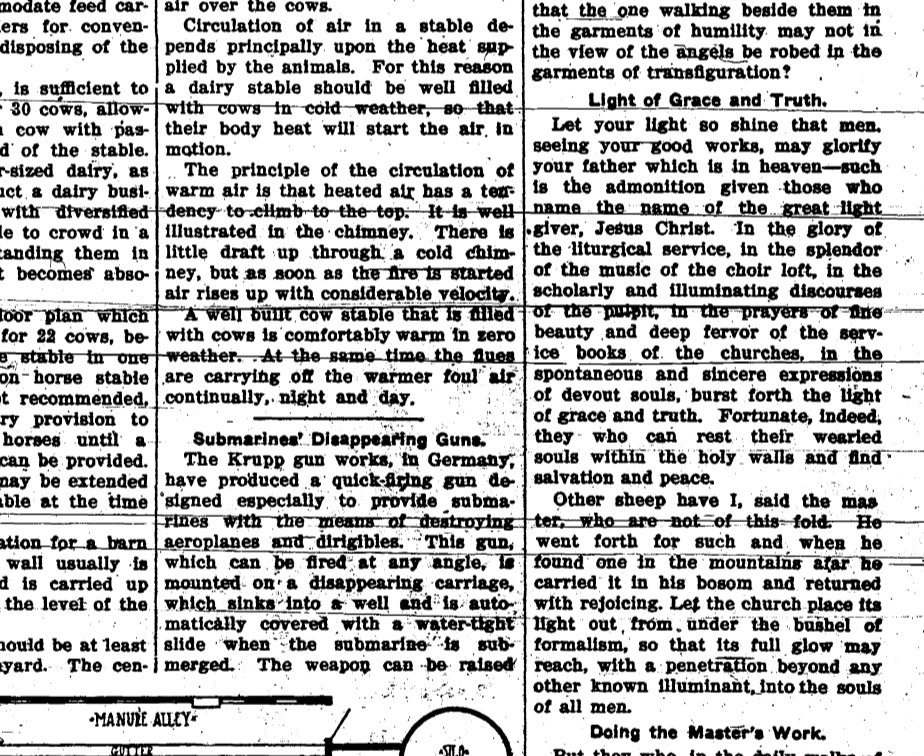 modate feed car-
ers for conven-
disposing of the
is sufficient to
30 cows, allow-
cow with pas-
d of the stable.
r-sized dairy, as
uct a dairy busi-
with diversified
le to crowd in a
tanding them in
t becomes abso-
loor plan which
for 22 cows, be-
e stable in one
on horse stable
t recommended,
ry provision to
horses until a
can be provided.
may be extended
able at the time
ation for a barn
wall usually is
d is carried up
the level of the
hould be at least
yard. The cen-
air over the cows.
Circulation of air in a stable de-
pends principally upon the heat sup-
plied by the animals. For this reason
a dairy stable should be well filled
with cows in cold weather, so that
their body heat will start the air in
motion.
The principle of the circulation of
warm air is that heated air has a ten-
dency to climb to the top. It is well
illustrated in the chimney. There is
little draft up through a cold chim-
ney, but as soon as the fire is started
air rises up with considerable velocity.
A well built cow stable that is filled
with cows is comfortably warm in zero
weather. At the same time the flues
are carrying off the warmer foul air
continually, night and day.
Submarines' Disappearing Guns.
The Krupp gun works, in Germany,
have produced a quick-firing gun de-
signed especially to provide subma-
rines with the means of destroying
aeroplanes and dirigibles. This gun,
which can be fired at any angle, is
mounted on a disappearing carriage,
which sinks into a well and is auto-
matically covered with a water-tight
slide when the submarine is sub-
merged. The weapon can be raised
-MANURE ALLEY-
GUTTER
-SILO-
that the one walking beside them in
the garments of humility may not in
the view of the angels be robed in the
garments of transfiguration?
Light of Grace and Truth.
Let your light so shine that men,
seeing your good works, may glorify
your father which is in heaven—such
is the admonition given those who
name the name of the great light
giver, Jesus Christ. In the glory of
the liturgical service, in the splendor
of the music of the choir loft, in the
scholarly and illuminating discourses
of the pulpit, in the prayers of fine
beauty and deep fervor of the serv-
ice books of the churches, in the
spontaneous and sincere expressions
of devout souls, burst forth the light
of grace and truth. Fortunate, indeed,
they who can rest their wearied
souls within the holy walls and find
salvation and peace.
Other sheep have I, said the mas
ter, who are not of this fold. He
went forth for such and when he
found one in the mountains afar he
carried it in his bosom and returned
with rejoicing. Let the church place its
light out from under the bushel of
formalism, so that its full glow may
reach, with a penetration beyond any
other known illuminant, into the souls
of all men.
Doing the Master's Work.